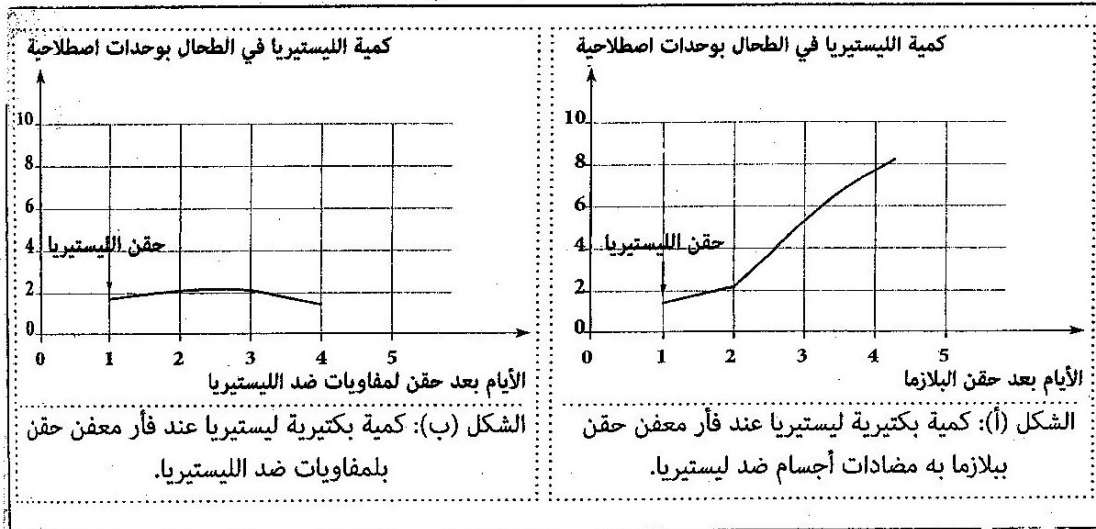 كمية الليستيريا في الطحال بوحدات اصطلاحية
10
8
6
4
2
0
حقن الليستيريا
0 1 2 3 4 5
الأيام بعد حقن البلازما
الشكل (أ): كمية بكتيرية ليستيريا عند فأر معفن حقن
ببلازما به مضادات أجسام ضد ليستيريا.
كمية الليستيريا في الطحال بوحدات اصطلاحية
10
8
6
4
2
0
حقن الليستيريا
0 1 2 3 4 5
الأيام بعد حقن لمفاويات ضد الليستيريا
الشكل (ب): كمية بكتيرية ليستيريا عند فأر معفن حقن
بلمفاويات ضد الليستيريا.